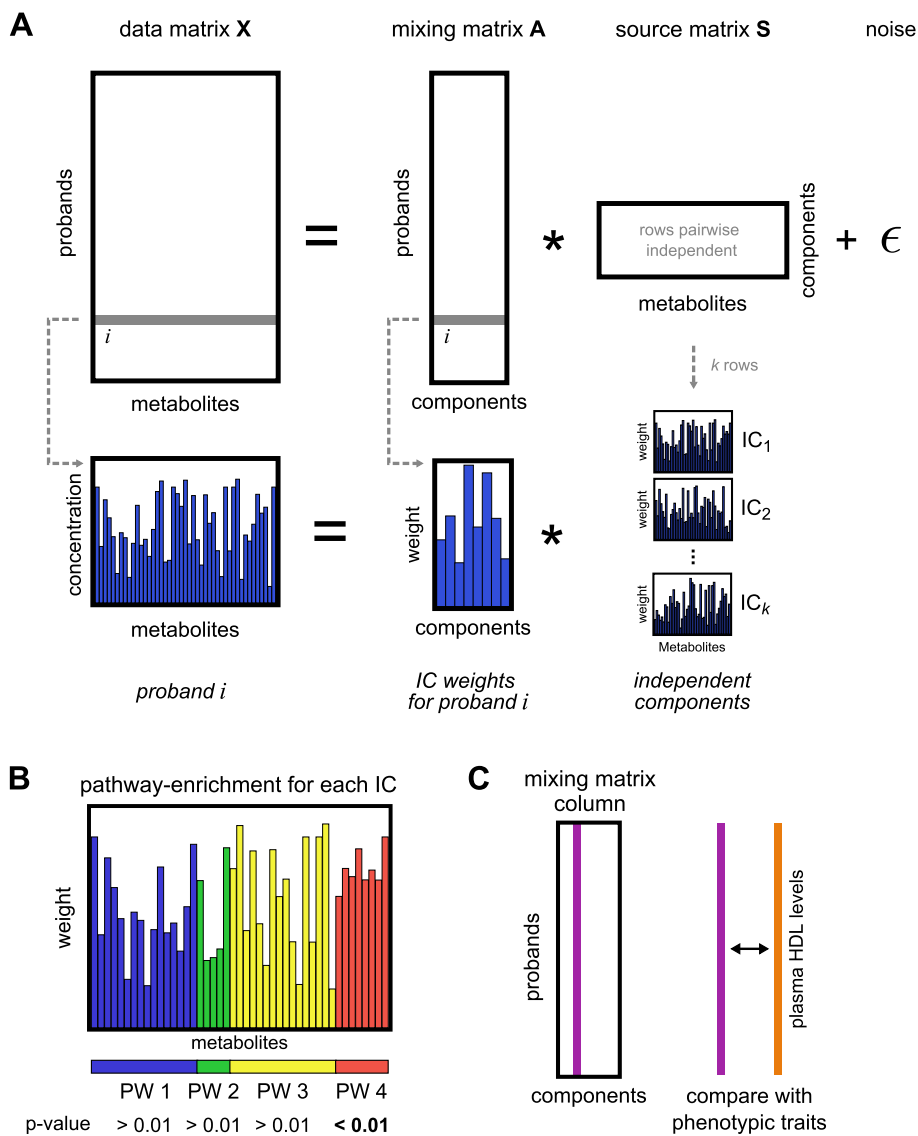 A
data matrix X
mixing matrix A
source matrix S
noise
probands
i
metabolites
=
probands
i
components
*
rows pairwise
independent
components
metabolites
+ ϵ
k rows
concentration
metabolites
=
weight
components
*
weight
IC1
weight
IC2
⋮
weight
ICk
Metabolites
proband i
IC weights
for proband i
independent
components
B
pathway-enrichment for each IC
weight
metabolites
PW 1 PW 2 PW 3 PW 4
p-value > 0.01 > 0.01 > 0.01 < 0.01
C
mixing matrix
column
probands
components
plasma HDL levels
compare with
phenotypic traits